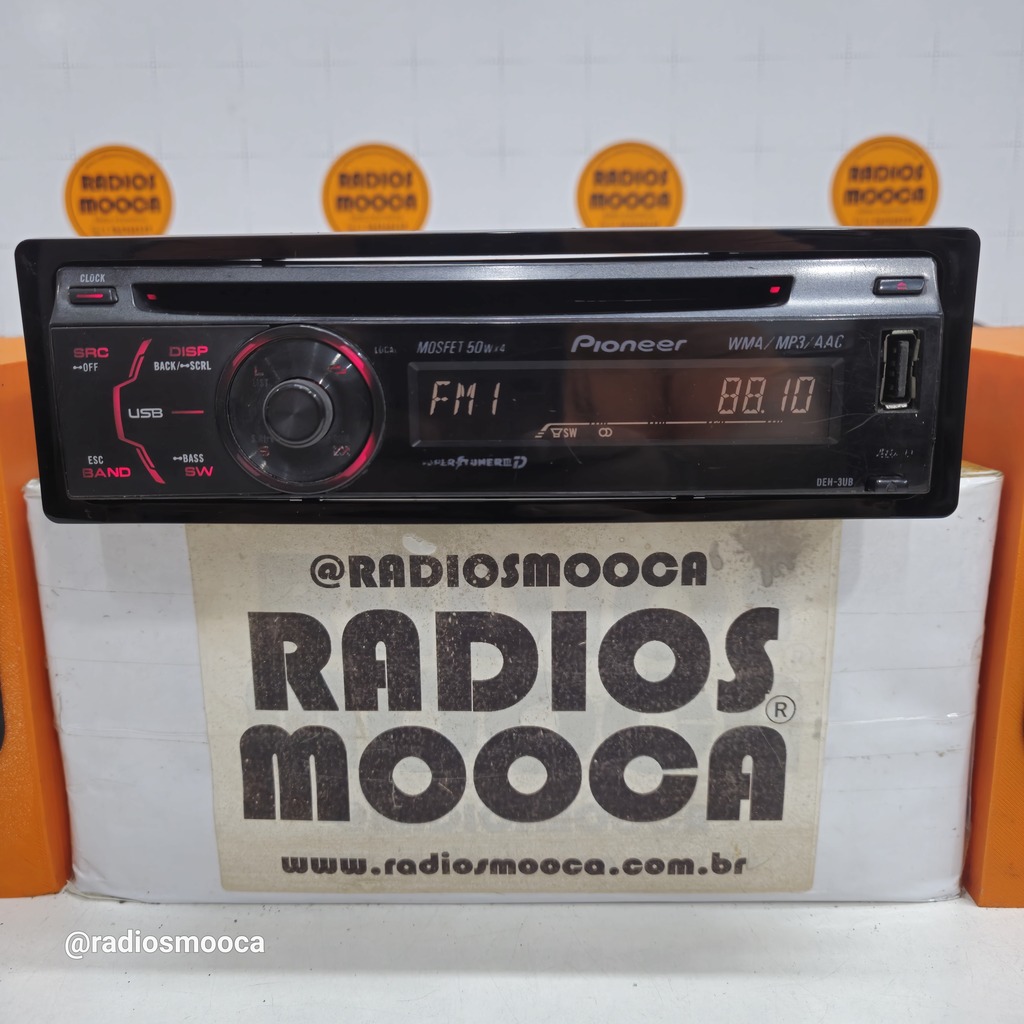 RADIOS
MOOCA
RADIOS
MOOCA
RADIOS
MOOCA
RADIOS
MOOCA
CLOCK
SRC
OFF
DISP
BACK/ SCRL
LOCAL
MOSFET 50Wx4
Pioneer
WMA/MP3/AAC
USB
FM1
88.10
SW
ESC
BAND
BASS
SW
DEH-3UB
@RADIOSMOOCA
RADIOS
MOOCA®
www.radiosmooca.com.br
@radiosmooca